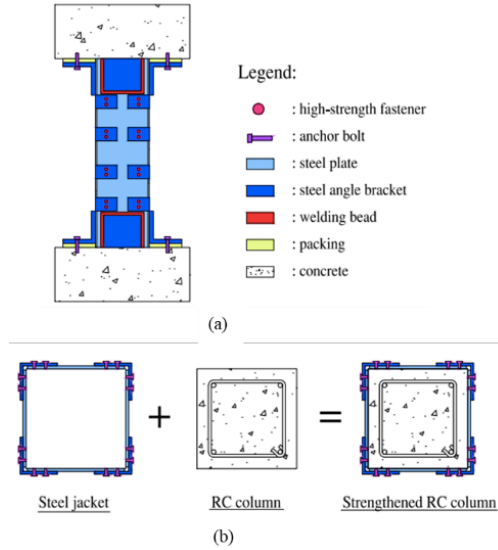 Legend:
: high-strength fastener
: anchor bolt
: steel plate
: steel angle bracket
: welding bead
: packing
: concrete
(a)
+
=
Steel jacket
RC column
Strengthened RC column
(b)